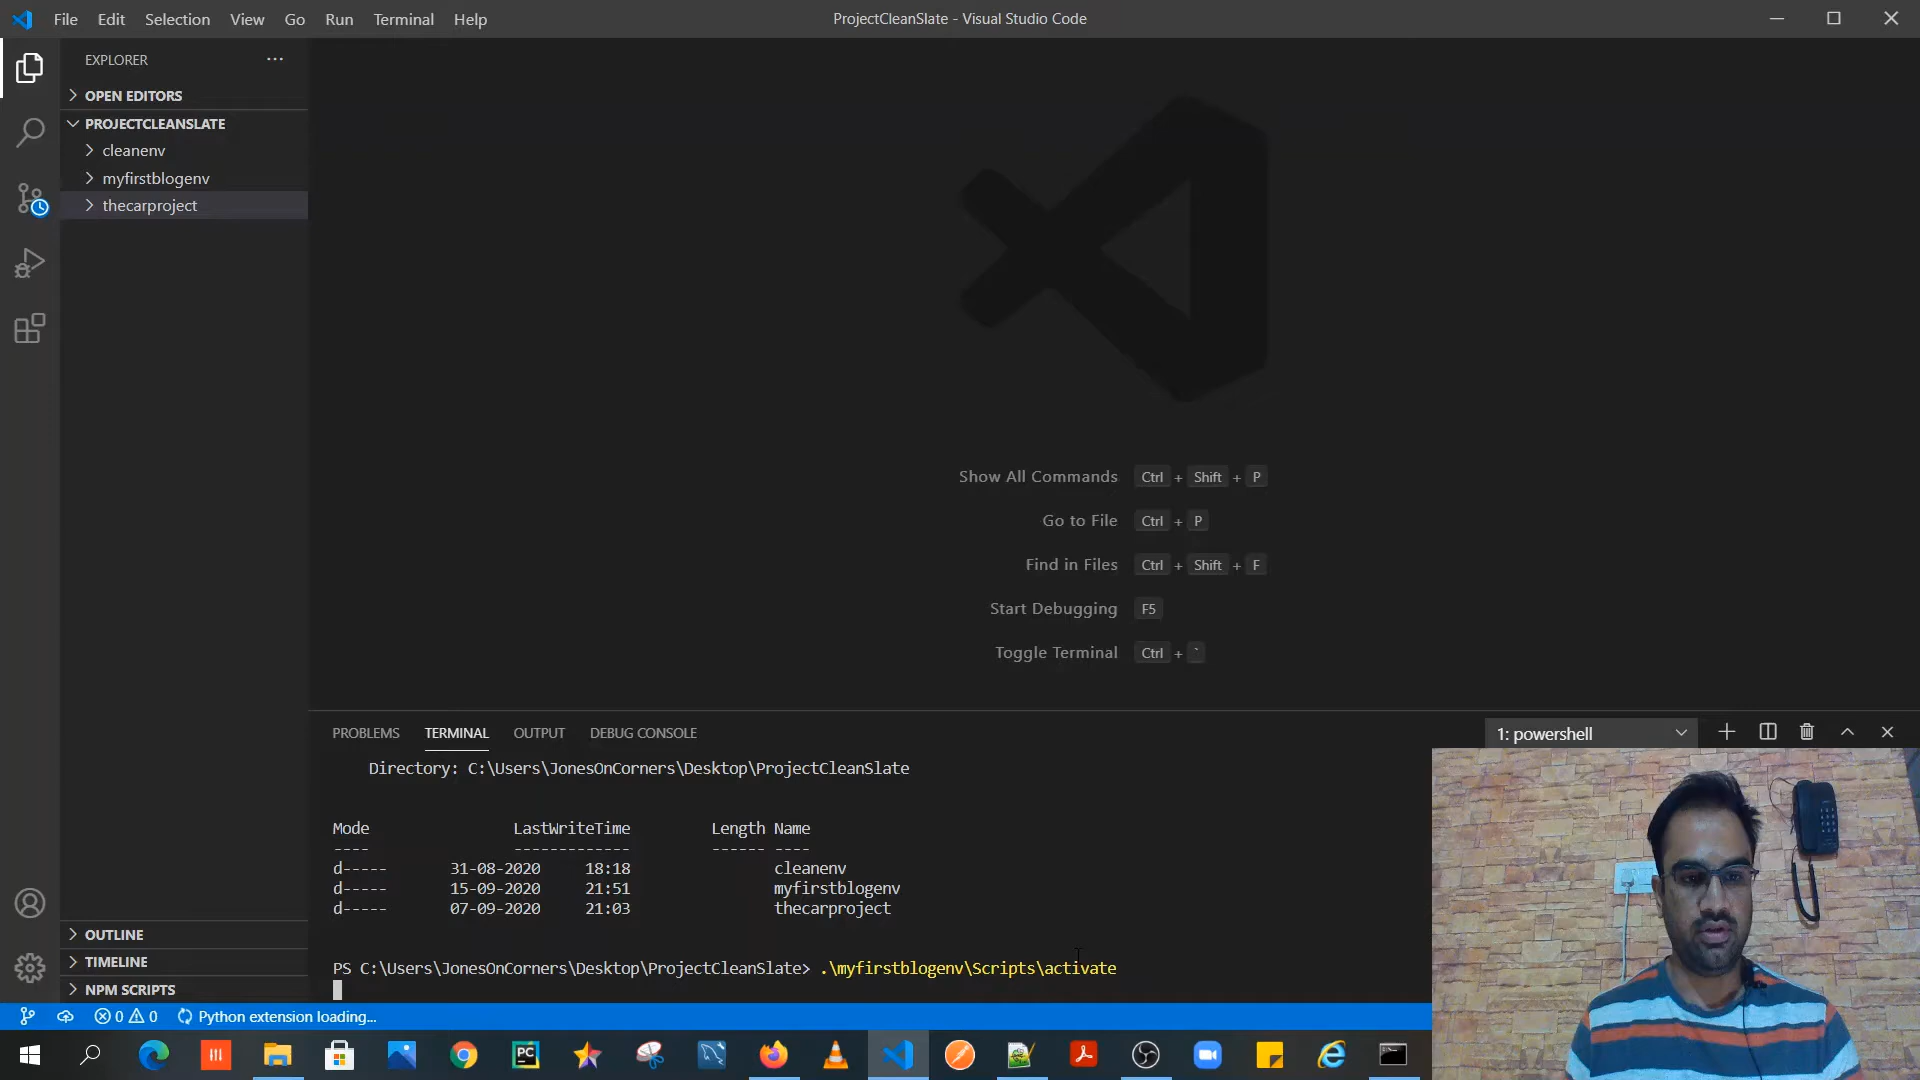 File Edit Selection View Go Run Terminal Help
ProjectCleanSlate - Visual Studio Code
EXPLORER
OPEN EDITORS
PROJECTCLEANSLATE
cleanenv
myfirstblogenv
thecarproject
Show All Commands Ctrl + Shift + P
Go to File Ctrl + P
Find in Files Ctrl + Shift + F
Start Debugging F5
Toggle Terminal Ctrl + `
PROBLEMS TERMINAL OUTPUT DEBUG CONSOLE
1: powershell
Directory: C:\Users\JonesOnCorners\Desktop\ProjectCleanSlate
Mode LastWriteTime Length Name
---- ------------- ------ ----
d----- 31-08-2020 18:18 cleanenv
d----- 15-09-2020 21:51 myfirstblogenv
d----- 07-09-2020 21:03 thecarproject
PS C:\Users\JonesOnCorners\Desktop\ProjectCleanSlate> .\myfirstblogenv\Scripts\activate
OUTLINE
TIMELINE
NPM SCRIPTS
0 0 Python extension loading...
PC